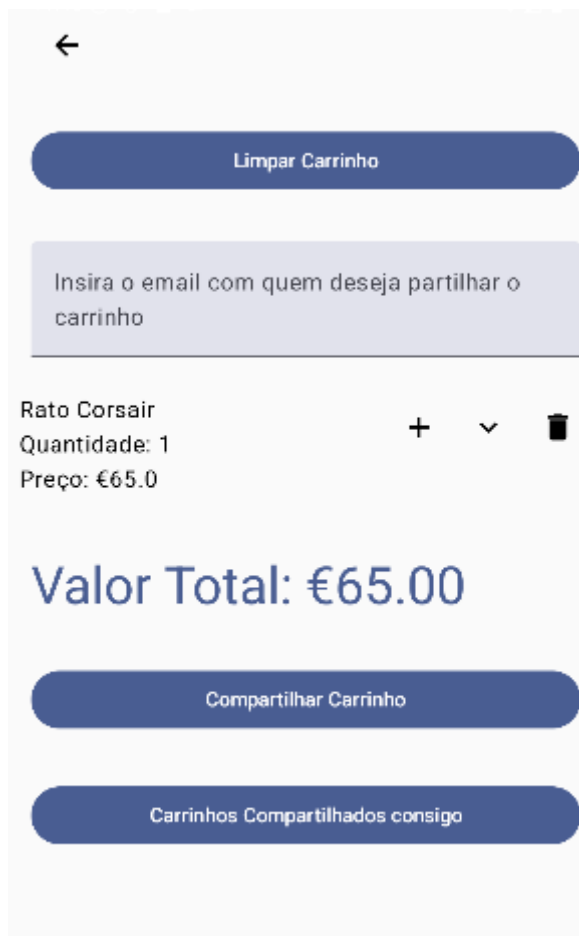 Limpar Carrinho
Insira o email com quem deseja partilhar o
carrinho
Rato Corsair
Quantidade: 1
Preço: €65.0
Valor Total: €65.00
Compartilhar Carrinho
Carrinhos Compartilhados consigo